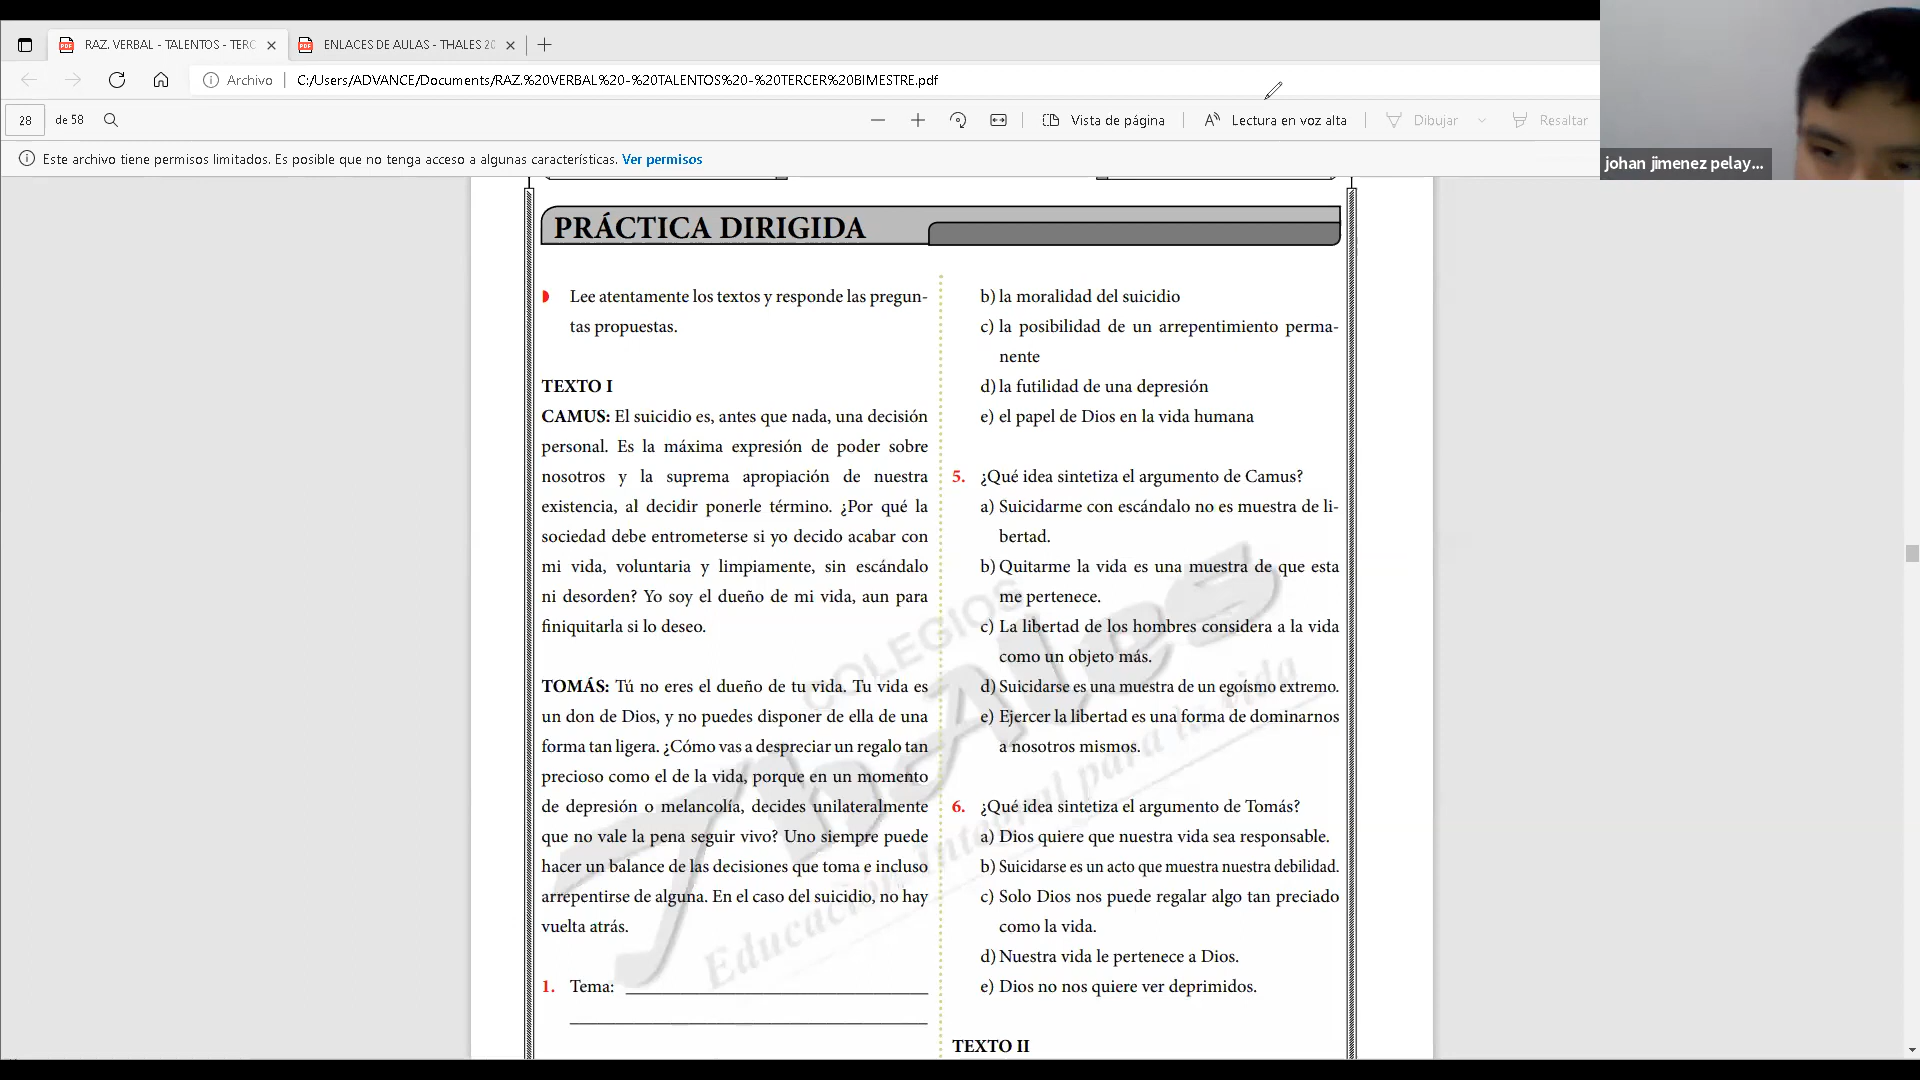 RAZ. VERBAL - TALENTOS - TERC
ENLACES DE AULAS - THALES 20
Archivo
C:/Users/ADVANCE/Documents/RAZ.%20VERBAL%20-%20TALENTOS%20-%20TERCER%20BIMESTRE.pdf
28 de 58
Vista de página
Lectura en voz alta
Dibujar
Resaltar
johan jimenez pelay...
Este archivo tiene permisos limitados. Es posible que no tenga acceso a algunas características. Ver permisos
PRÁCTICA DIRIGIDA
Lee atentamente los textos y responde las pregun-
tas propuestas.
TEXTO I
CAMUS: El suicidio es, antes que nada, una decisión
personal. Es la máxima expresión de poder sobre
nosotros y la suprema apropiación de nuestra
existencia, al decidir ponerle término. ¿Por qué la
sociedad debe entrometerse si yo decido acabar con
mi vida, voluntaria y limpiamente, sin escándalo
ni desorden? Yo soy el dueño de mi vida, aun para
finiquitarla si lo deseo.
TOMÁS: Tú no eres el dueño de tu vida. Tu vida es
un don de Dios, y no puedes disponer de ella de una
forma tan ligera. ¿Cómo vas a despreciar un regalo tan
precioso como el de la vida, porque en un momento
de depresión o melancolía, decides unilateralmente
que no vale la pena seguir vivo? Uno siempre puede
hacer un balance de las decisiones que toma e incluso
arrepentirse de alguna. En el caso del suicidio, no hay
vuelta atrás.
1. Tema:
b) la moralidad del suicidio
c) la posibilidad de un arrepentimiento perma-
nente
d) la futilidad de una depresión
e) el papel de Dios en la vida humana
5. ¿Qué idea sintetiza el argumento de Camus?
a) Suicidarme con escándalo no es muestra de li-
bertad.
b) Quitarme la vida es una muestra de que esta
me pertenece.
c) La libertad de los hombres considera a la vida
como un objeto más.
d) Suicidarse es una muestra de un egoísmo extremo.
e) Ejercer la libertad es una forma de dominarnos
a nosotros mismos.
6. ¿Qué idea sintetiza el argumento de Tomás?
a) Dios quiere que nuestra vida sea responsable.
b) Suicidarse es un acto que muestra nuestra debilidad.
c) Solo Dios nos puede regalar algo tan preciado
como la vida.
d) Nuestra vida le pertenece a Dios.
e) Dios no nos quiere ver deprimidos.
TEXTO II
COLEGIOS
Thales
Educación integral para la vida